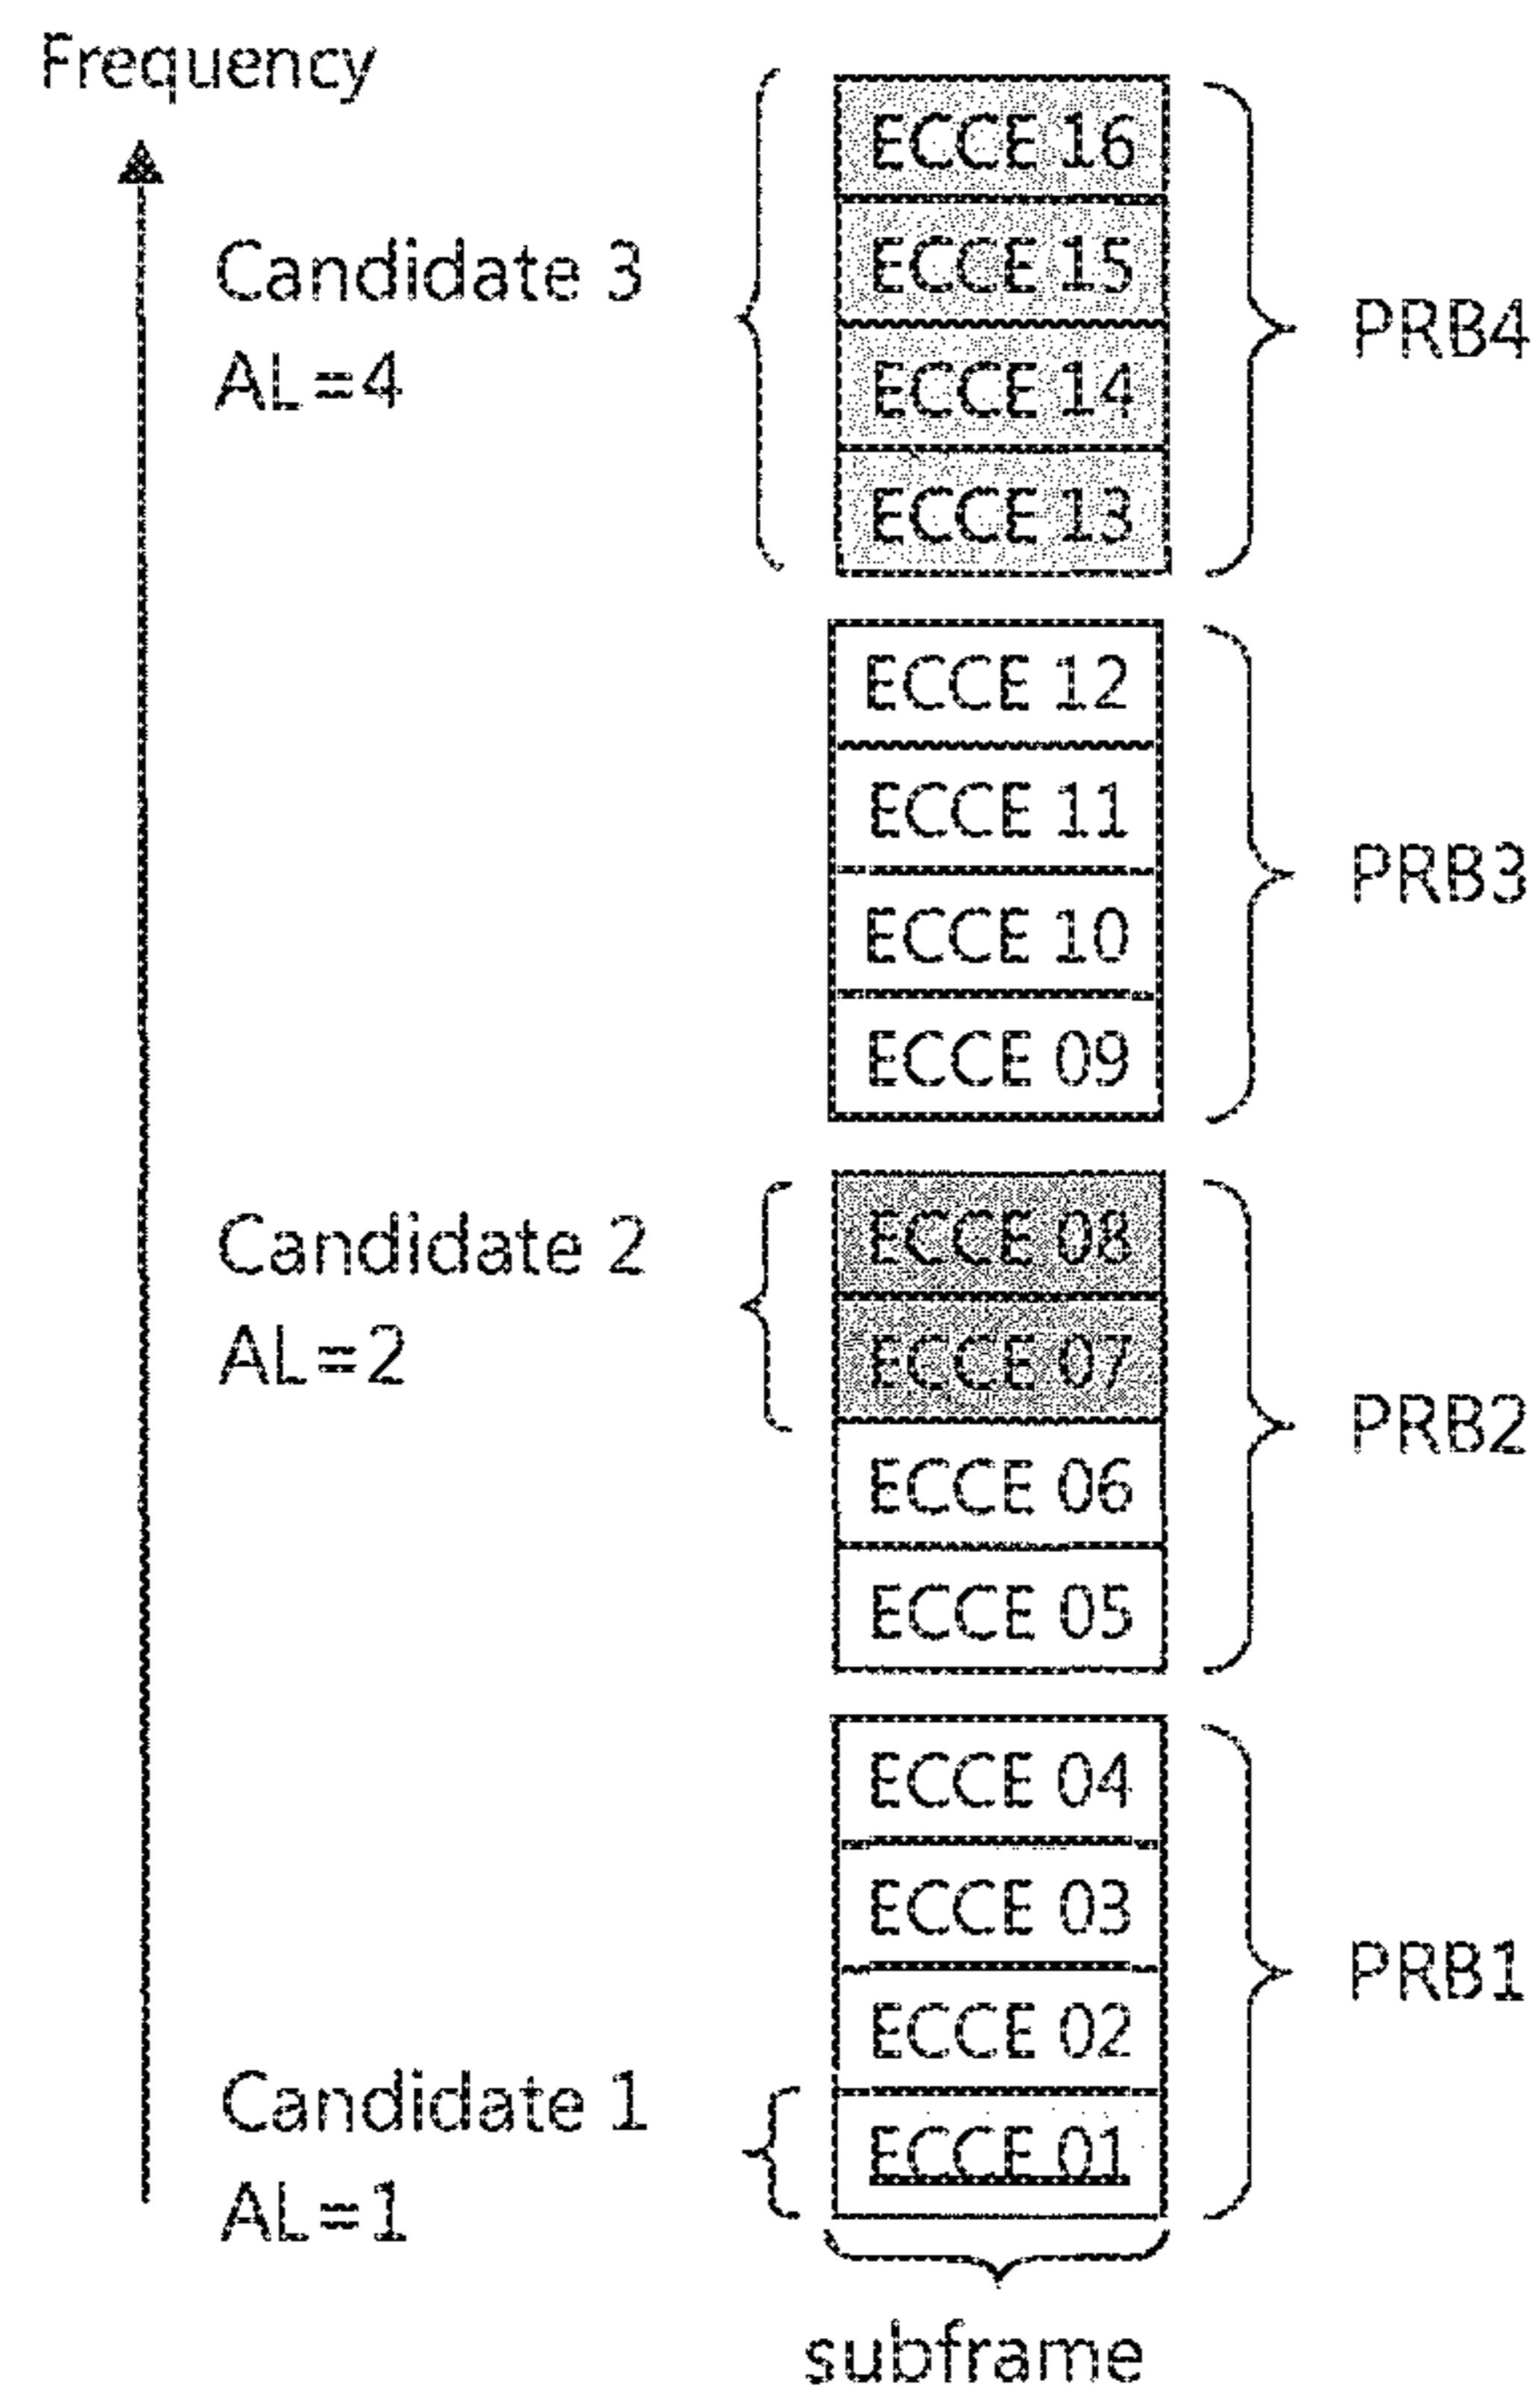 Frequency
ECCE 16
Candidate 3
ECCE 15
AL=4
PRB4
ECCE 14
ECCE 13
ECCE 12
ECCE 11
PRB3
ECCE 10
ECCE 09
Candidate 2
ECCE 08
AL=2
ECCE 07
PRB2
ECCE 06
ECCE 05
ECCE 04
ECCE 03
PRB1
ECCE 02
Candidate 1
ECCE 01
AL=1
subframe